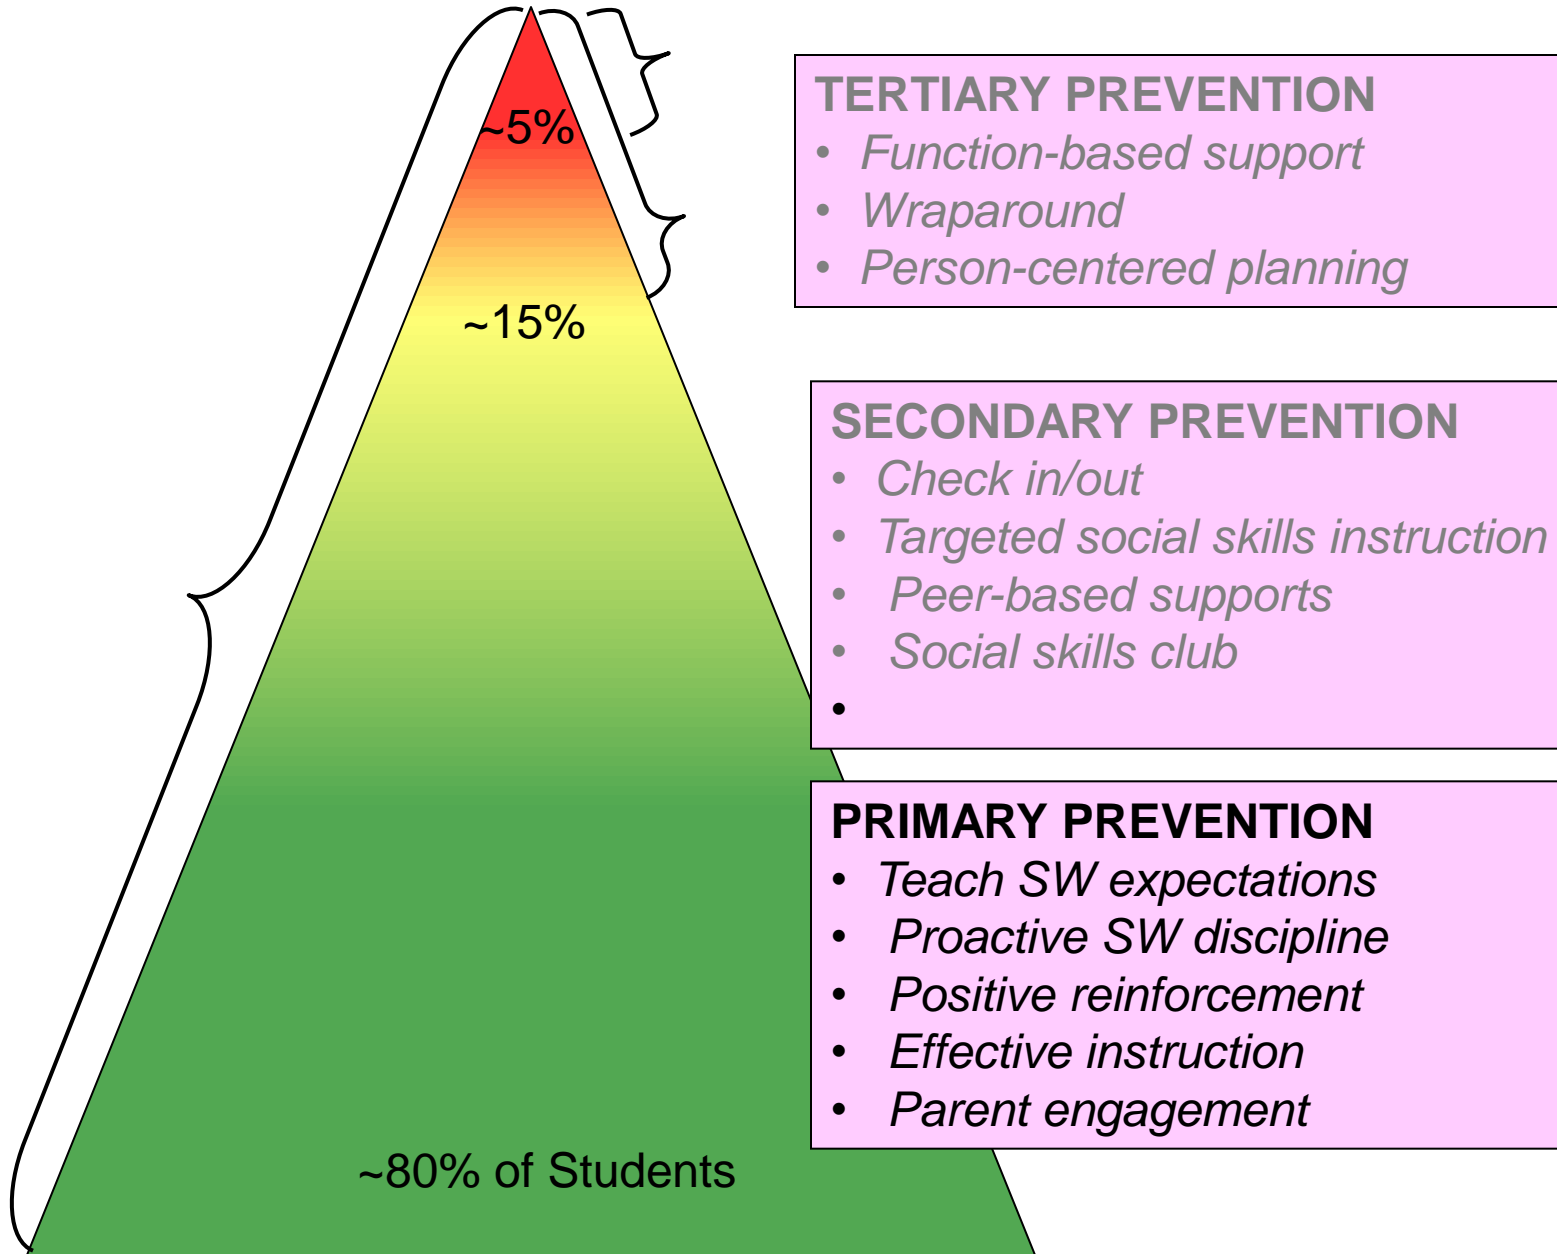 ~5%
~15%
~80% of Students
TERTIARY PREVENTION
• Function-based support
• Wraparound
• Person-centered planning
SECONDARY PREVENTION
• Check in/out
• Targeted social skills instruction
• Peer-based supports
• Social skills club
•
PRIMARY PREVENTION
• Teach SW expectations
• Proactive SW discipline
• Positive reinforcement
• Effective instruction
• Parent engagement